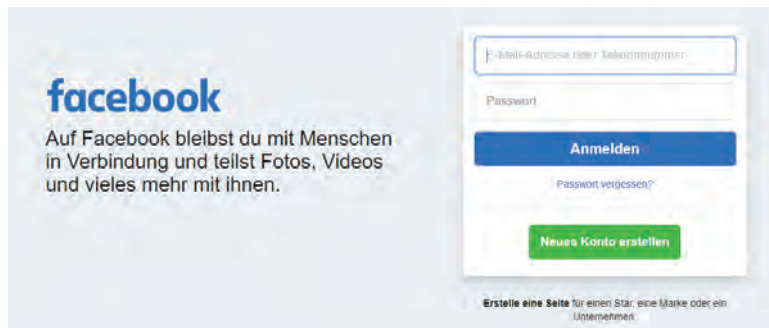 facebook
Auf Facebook bleibst du mit Menschen
in Verbindung und teilst Fotos, Videos
und vieles mehr mit ihnen.
E-Mail-Adresse oder Telefonnummer
Passwort
Anmelden
Passwort vergessen?
Neues Konto erstellen
Erstelle eine Seite für einen Star, eine Marke oder ein
Unternehmen.